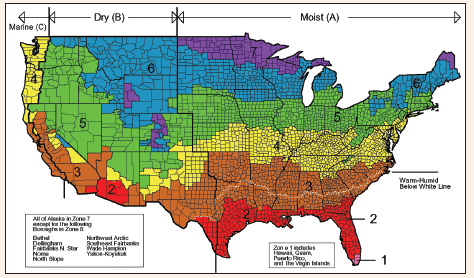 Marine (C)
Dry (B)
Moist (A)
7
6
6
4
5
5
4
3
3
2
2
2
1
Warm-Humid
Below White Line
All of Alaska in Zone 7
except for the following
Boroughs in Zone 8:
Bethel Northwest Arctic
Dellingham Southeast Fairbanks
Fairbanks N. Star Wade Hampton
Nome Yukon-Koyukuk
North Slope
Zone 1 includes
Hawaii, Guam,
Puerto Rico,
and the Virgin Islands